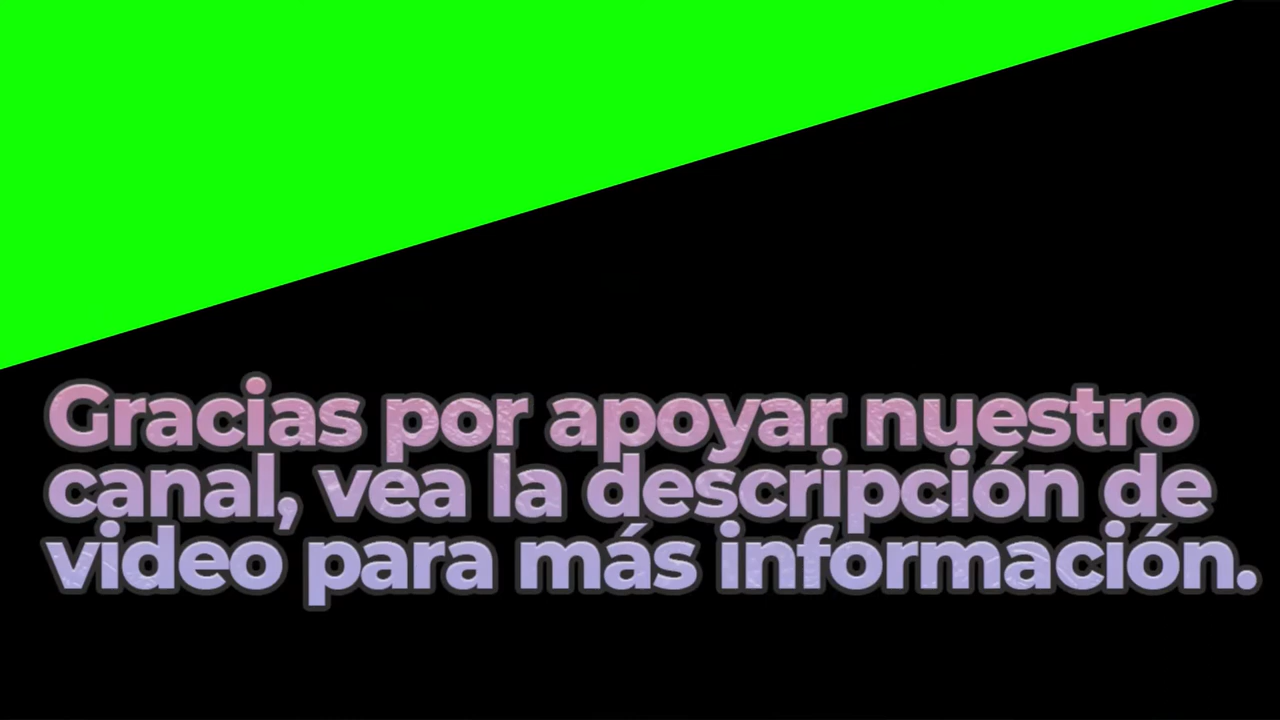 Gracias por apoyar nuestro
canal, vea la descripción de
video para más información.